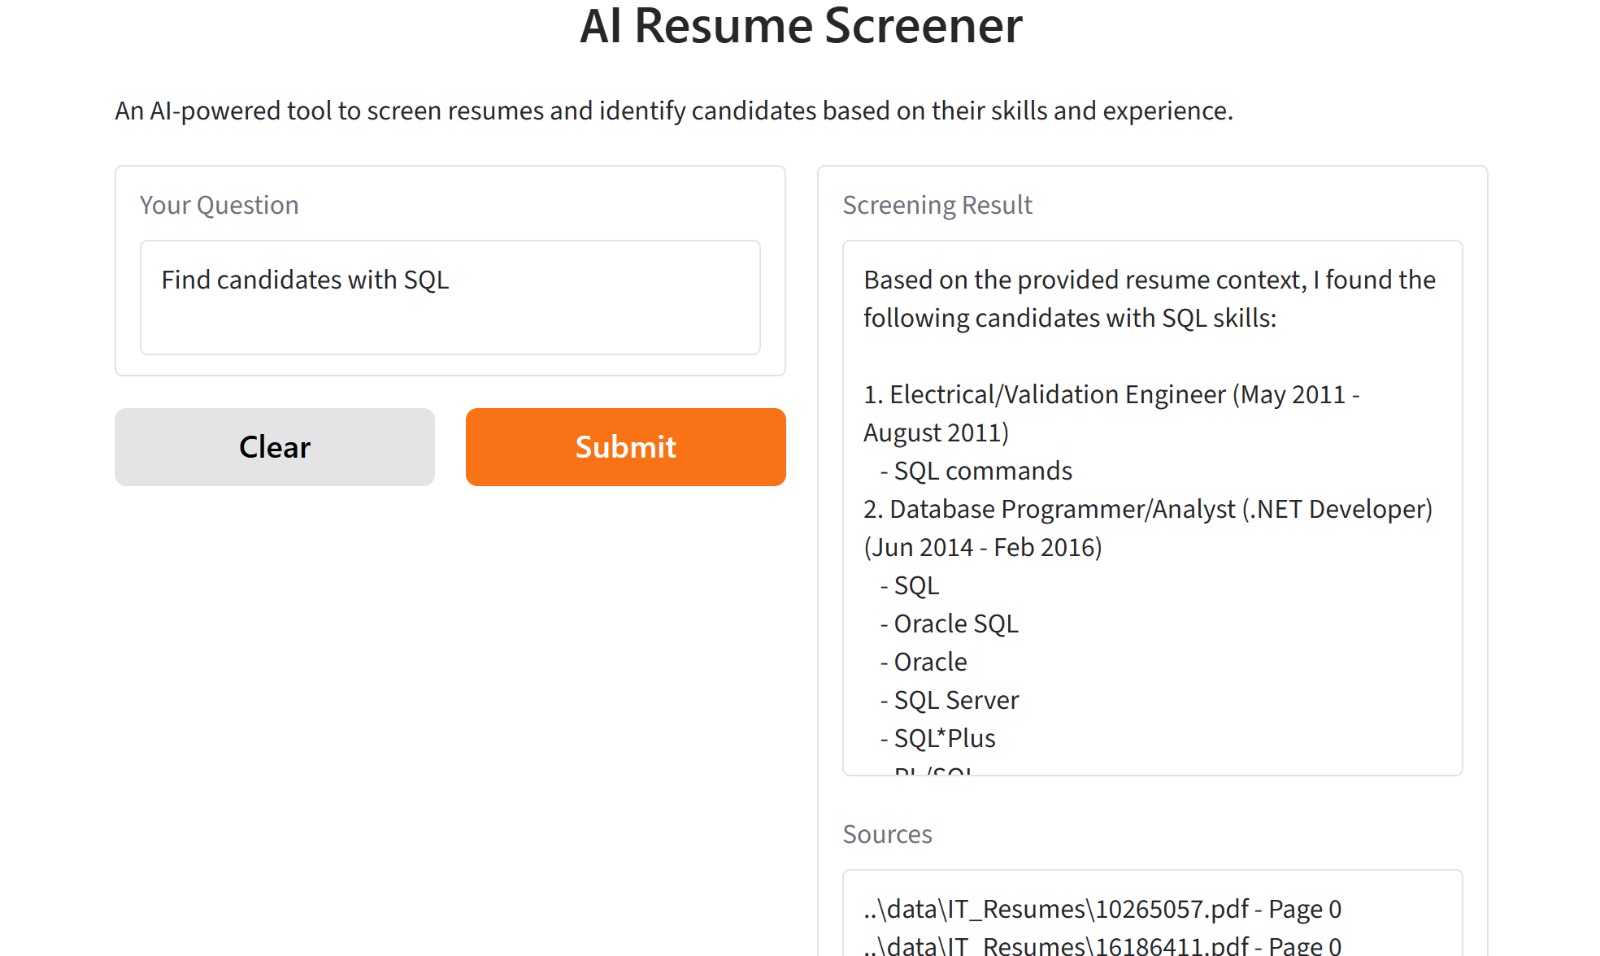 AI Resume Screener
An AI-powered tool to screen resumes and identify candidates based on their skills and experience.
Your Question
Find candidates with SQL
Clear
Submit
Screening Result
Based on the provided resume context, I found the
following candidates with SQL skills:
1. Electrical/Validation Engineer (May 2011 -
August 2011)
- SQL commands
2. Database Programmer/Analyst (.NET Developer)
(Jun 2014 - Feb 2016)
- SQL
- Oracle SQL
- Oracle
- SQL Server
- SQL*Plus
- PL/SQL
Sources
..\data\IT_Resumes\10265057.pdf - Page 0
..\data\IT_Resumes\16186411.pdf - Page 0